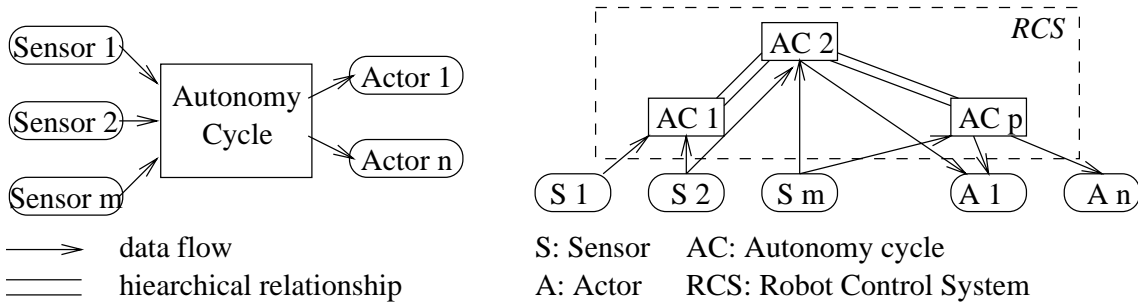 Sensor 1
Sensor 2
Sensor m
Autonomy
Cycle
Actor 1
Actor n
data flow
hiearchical relationship
RCS
AC 2
AC 1
AC p
S 1
S 2
S m
A 1
A n
S: Sensor
AC: Autonomy cycle
A: Actor
RCS: Robot Control System